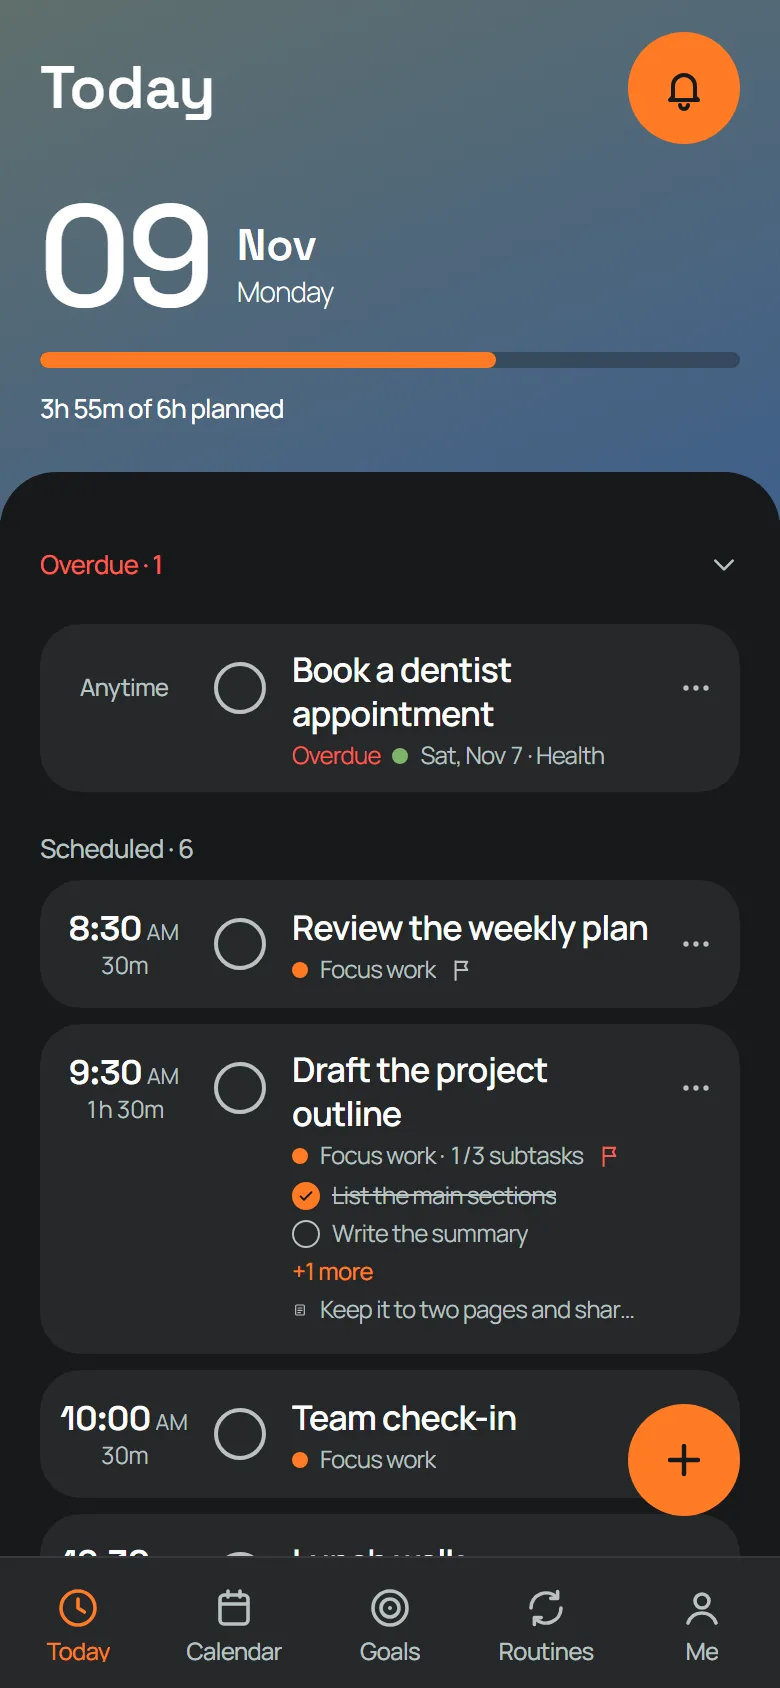 Today
09
Nov
Monday
3h 55m of 6h planned
Overdue · 1
Anytime
Book a dentist
appointment
Overdue Sat, Nov 7 · Health
Scheduled · 6
8:30 AM
30m
Review the weekly plan
Focus work
9:30 AM
1h 30m
Draft the project
outline
Focus work · 1/3 subtasks
List the main sections
Write the summary
+1 more
Keep it to two pages and shar...
10:00 AM
30m
Team check-in
Focus work
Today
Calendar
Goals
Routines
Me